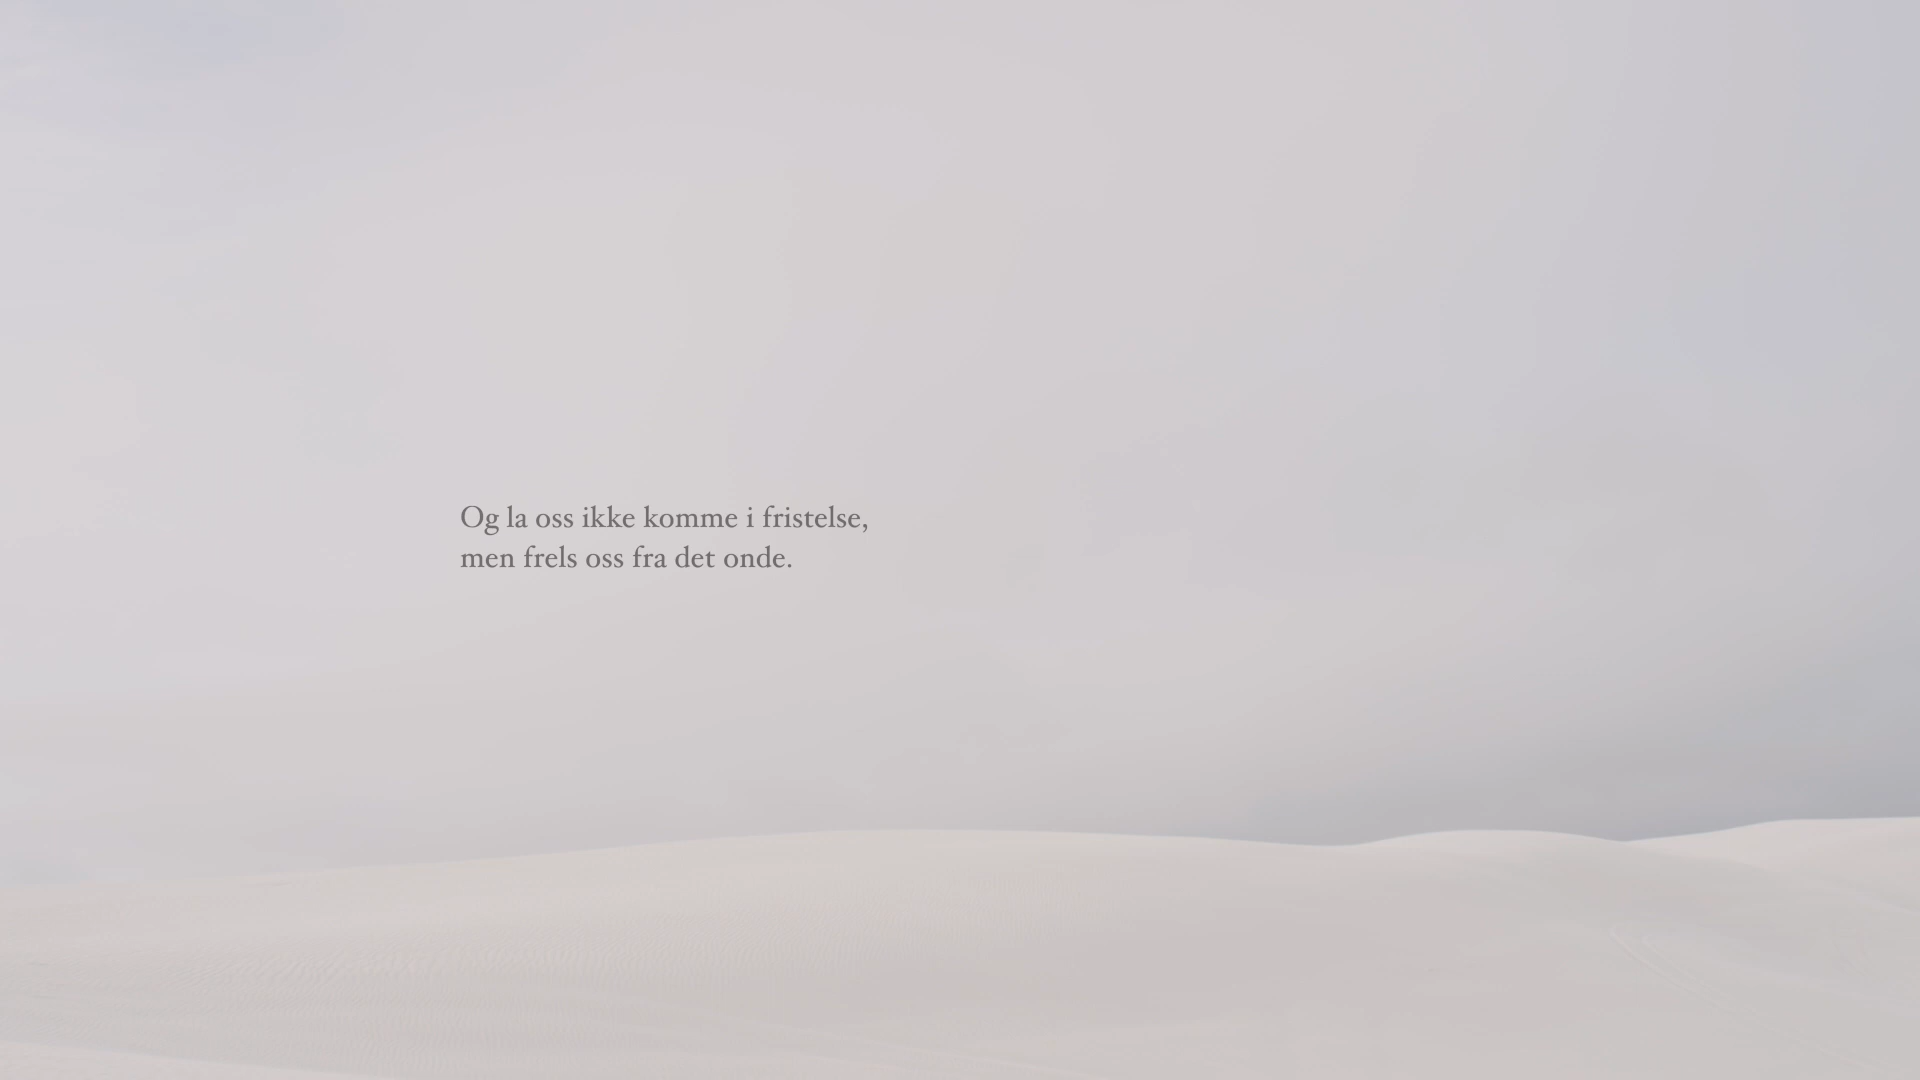 Og la oss ikke komme i fristelse,
men frels oss fra det onde.